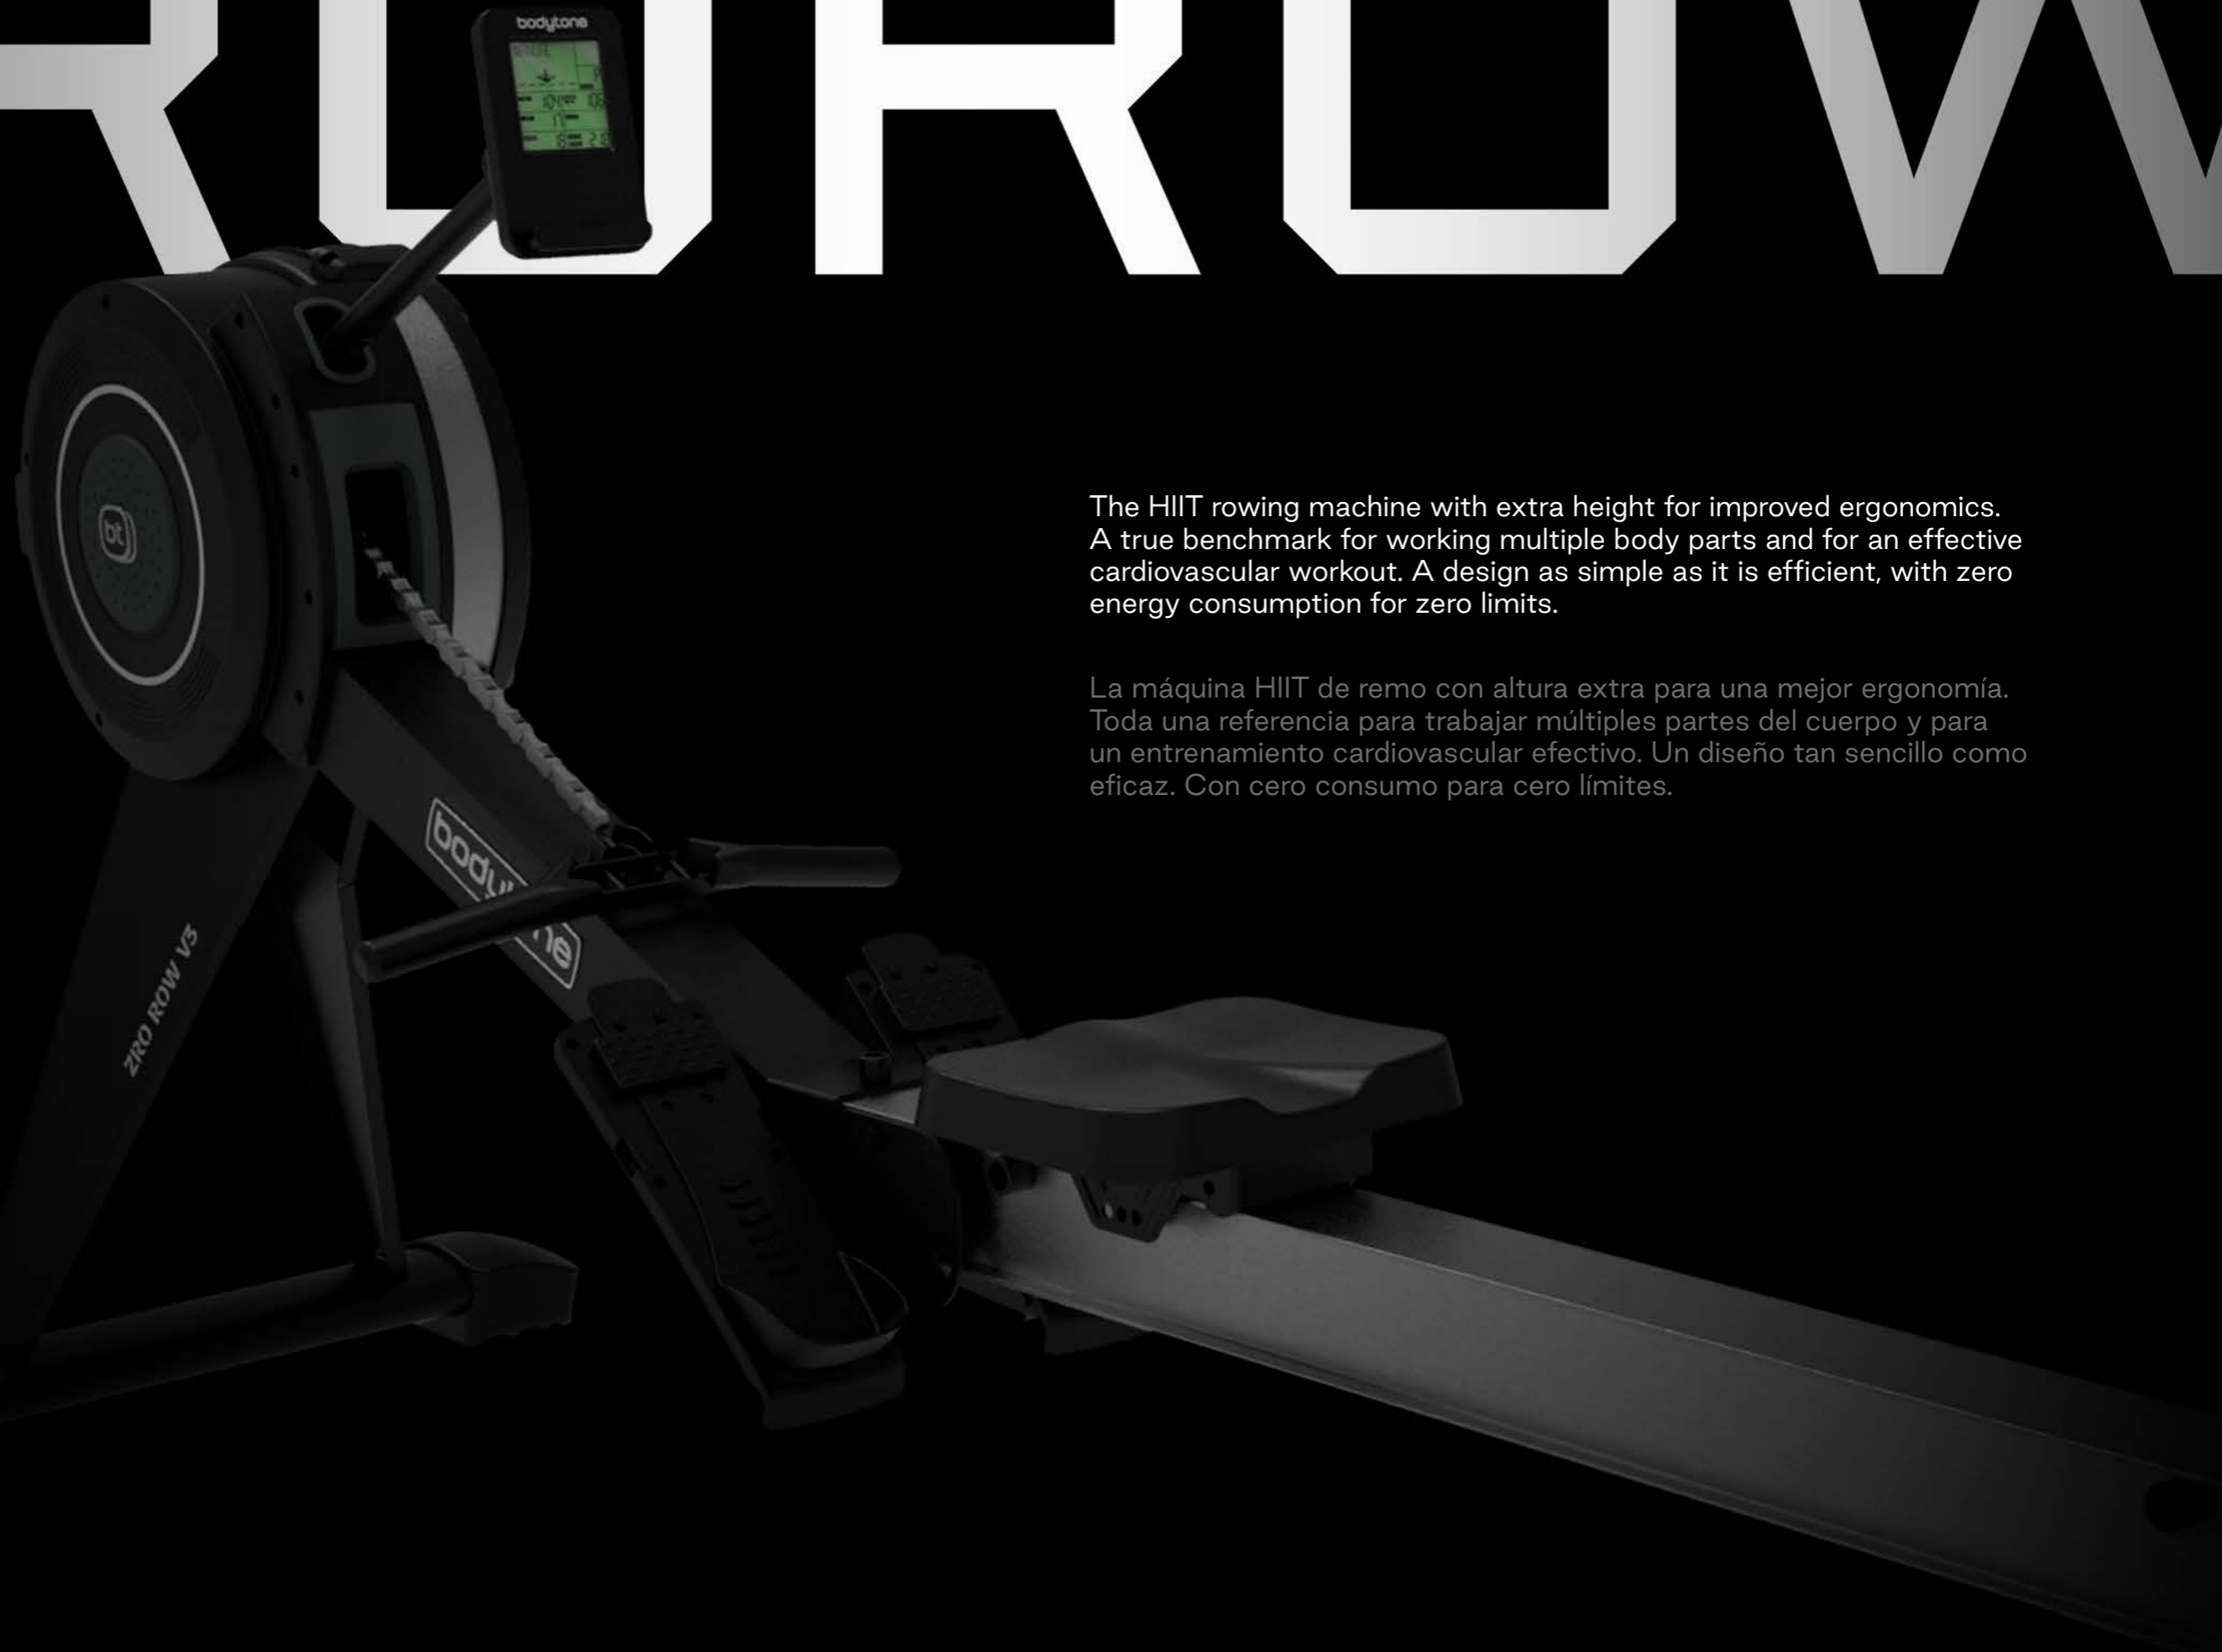 ROROW
bodytone
bt
The HIIT rowing machine with extra height for improved ergonomics.
A true benchmark for working multiple body parts and for an effective
cardiovascular workout. A design as simple as it is efficient, with zero
energy consumption for zero limits.
La máquina HIIT de remo con altura extra para una mejor ergonomía.
Toda una referencia para trabajar múltiples partes del cuerpo y para
un entrenamiento cardiovascular efectivo. Un diseño tan sencillo como
eficaz. Con cero consumo para cero límites.
ZRO ROW V3